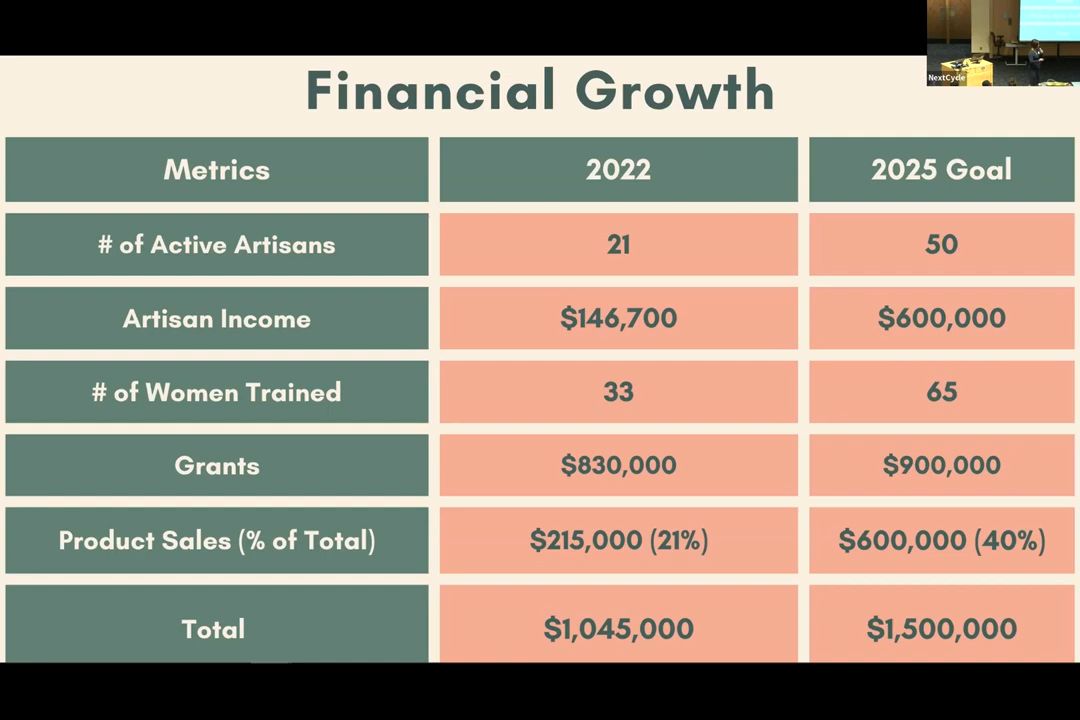 NextCycle
Financial Growth
Metrics 2022 2025 Goal
# of Active Artisans 21 50
Artisan Income $146,700 $600,000
# of Women Trained 33 65
Grants $830,000 $900,000
Product Sales (% of Total) $215,000 (21%) $600,000 (40%)
Total $1,045,000 $1,500,000